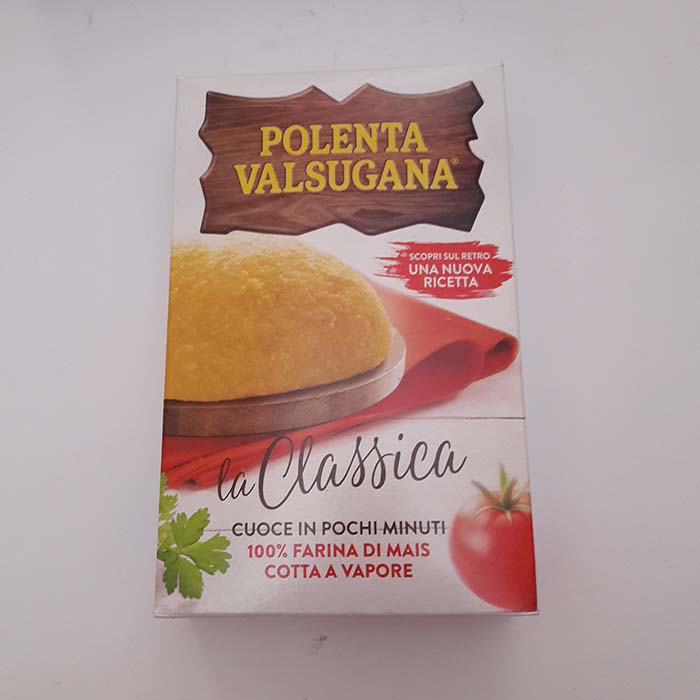 POLENTA
VALSUGANA®
SCOPRI SUL RETRO
UNA NUOVA
RICETTA
la Classica
CUOCE IN POCHI MINUTI
100% FARINA DI MAIS
COTTA A VAPORE